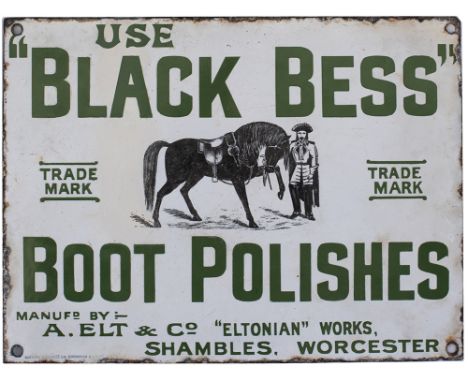 USE
"BLACK BESS"
TRADE MARK
TRADE MARK
BOOT POLISHES
MANUFD BY:-
A. ELT & CO "ELTONIAN" WORKS,
SHAMBLES, WORCESTER